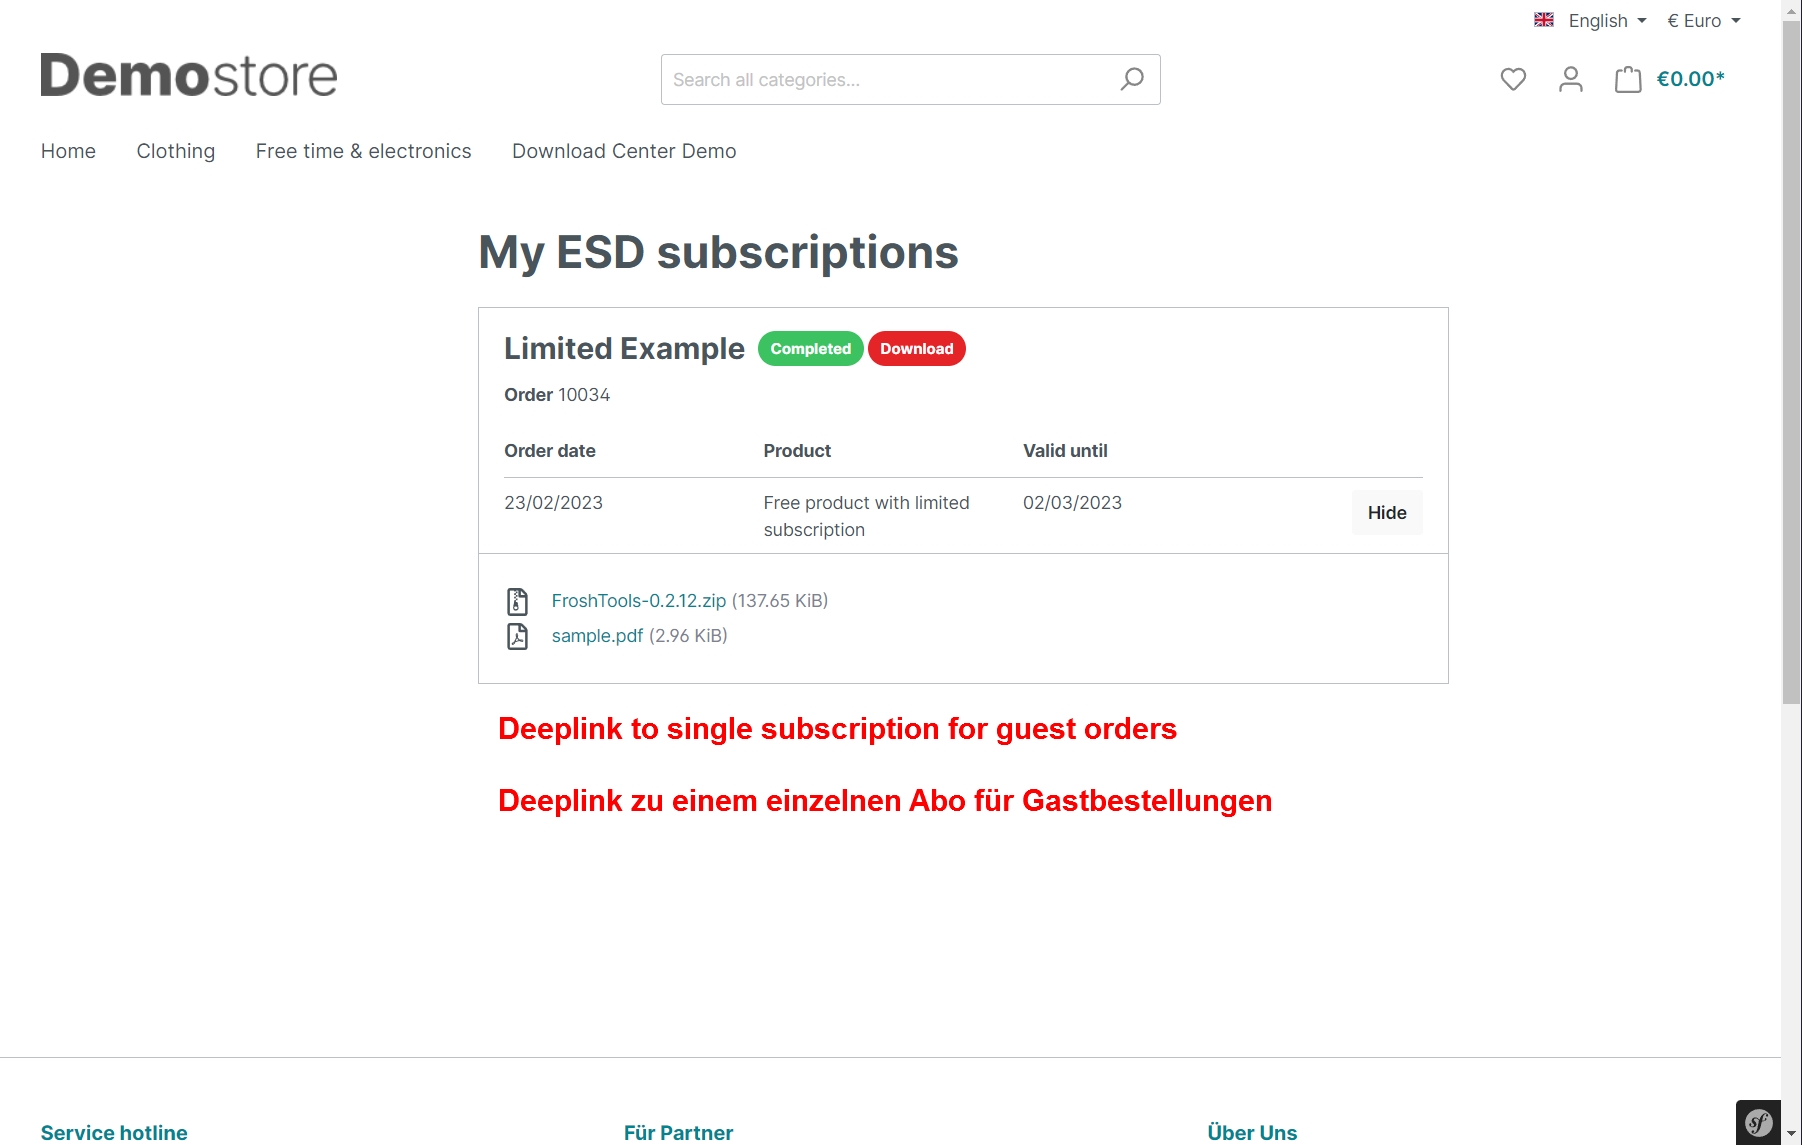 English € Euro
Demostore
Search all categories...
€0.00*
Home Clothing Free time & electronics Download Center Demo
My ESD subscriptions
Limited Example Completed Download
Order 10034
Order date Product Valid until
23/02/2023 Free product with limited 02/03/2023
subscription
Hide
FroshTools-0.2.12.zip (137.65 KiB)
sample.pdf (2.96 KiB)
Deeplink to single subscription for guest orders
Deeplink zu einem einzelnen Abo für Gastbestellungen
Service hotline Für Partner Über Uns
sf